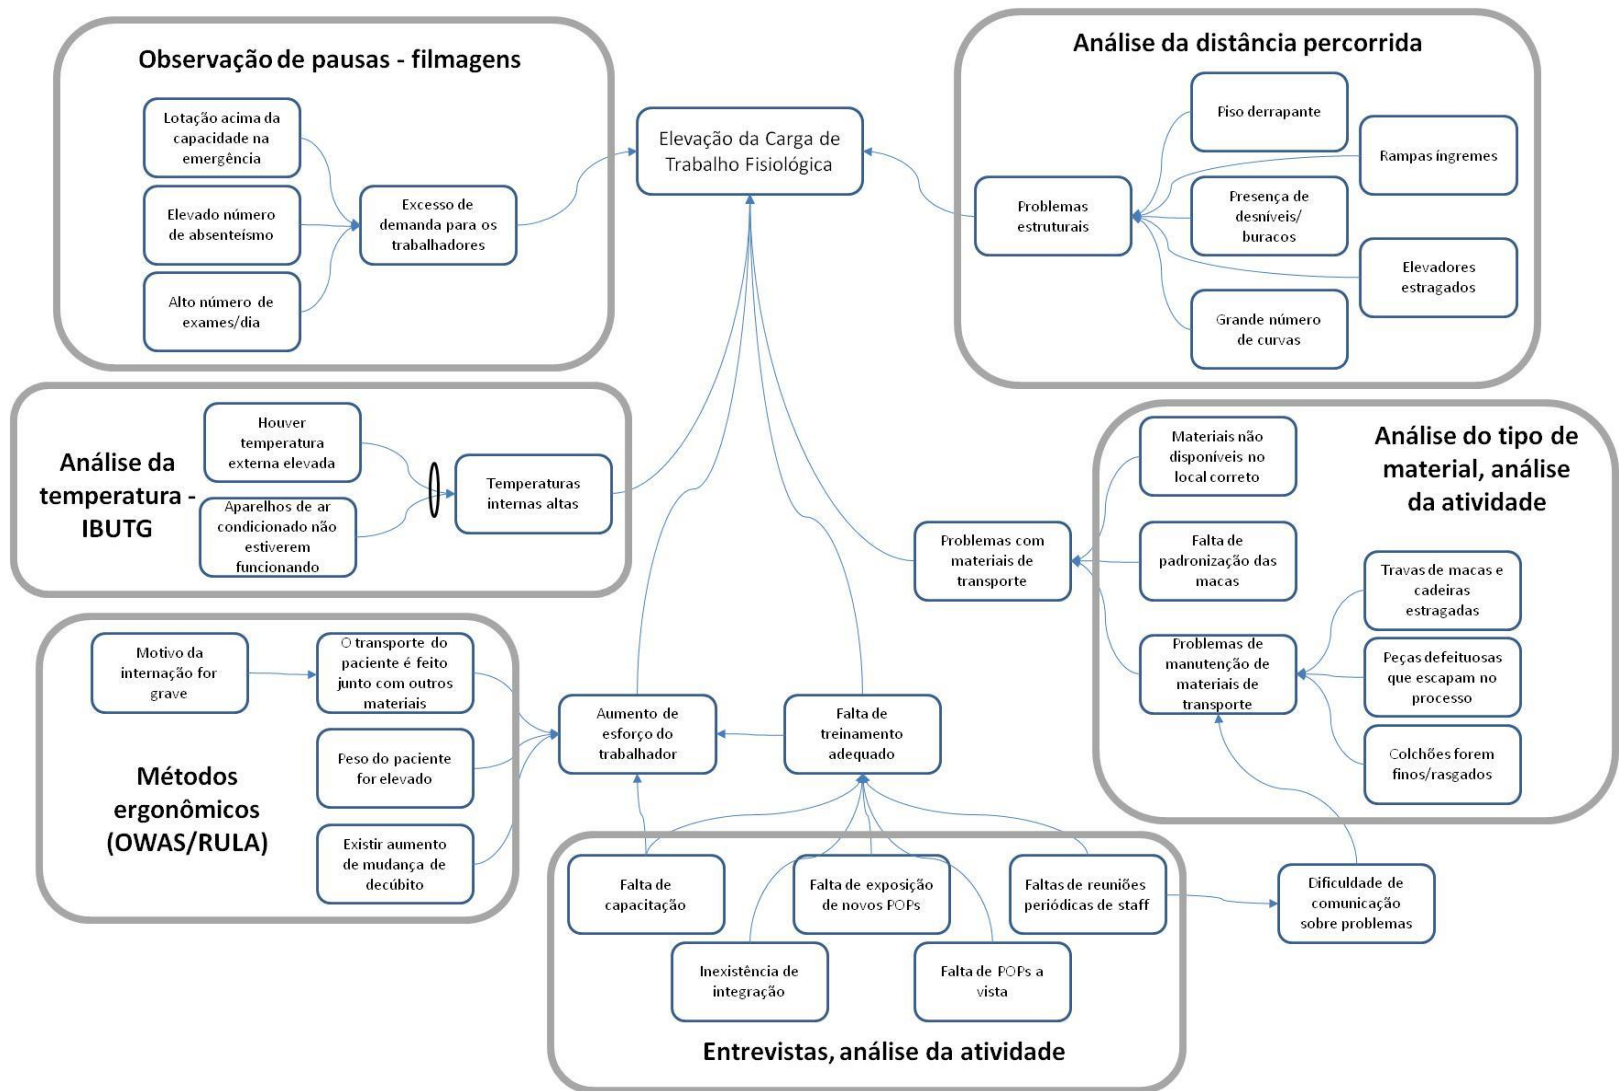 Observação de pausas - filmagens
Lotação acima da
capacidade na
emergência
Elevado número
de absenteísmo
Alto número de
exames/dia
Excesso de
demanda para os
trabalhadores
Elevação da Carga de
Trabalho Fisiológica
Análise da distância percorrida
Piso derrapante
Rampas íngremes
Problemas
estruturais
Presença de
desníveis/
buracos
Elevadores
estragados
Grande número
de curvas
Análise da
temperatura -
IBUTG
Houver
temperatura
externa elevada
Aparelhos de ar
condicionado não
estiverem
funcionando
Temperaturas
internas altas
Análise do tipo de
material, análise
da atividade
Materiais não
disponíveis no
local correto
Problemas com
materiais de
transporte
Falta de
padronização das
macas
Travas de macas e
cadeiras
estragadas
Problemas de
manutenção de
materiais de
transporte
Peças defeituosas
que escapam no
processo
Colchões forem
finos/rasgados
Motivo da
internação for
grave
O transporte do
paciente é feito
junto com outros
materiais
Peso do paciente
for elevado
Existir aumento
de mudança de
decúbito
Métodos
ergonômicos
(OWAS/RULA)
Aumento de
esforço do
trabalhador
Falta de
treinamento
adequado
Falta de
capacitação
Falta de exposição
de novos POPs
Faltas de reuniões
periódicas de staff
Dificuldade de
comunicação
sobre problemas
Inexistência de
integração
Falta de POPs a
vista
Entrevistas, análise da atividade